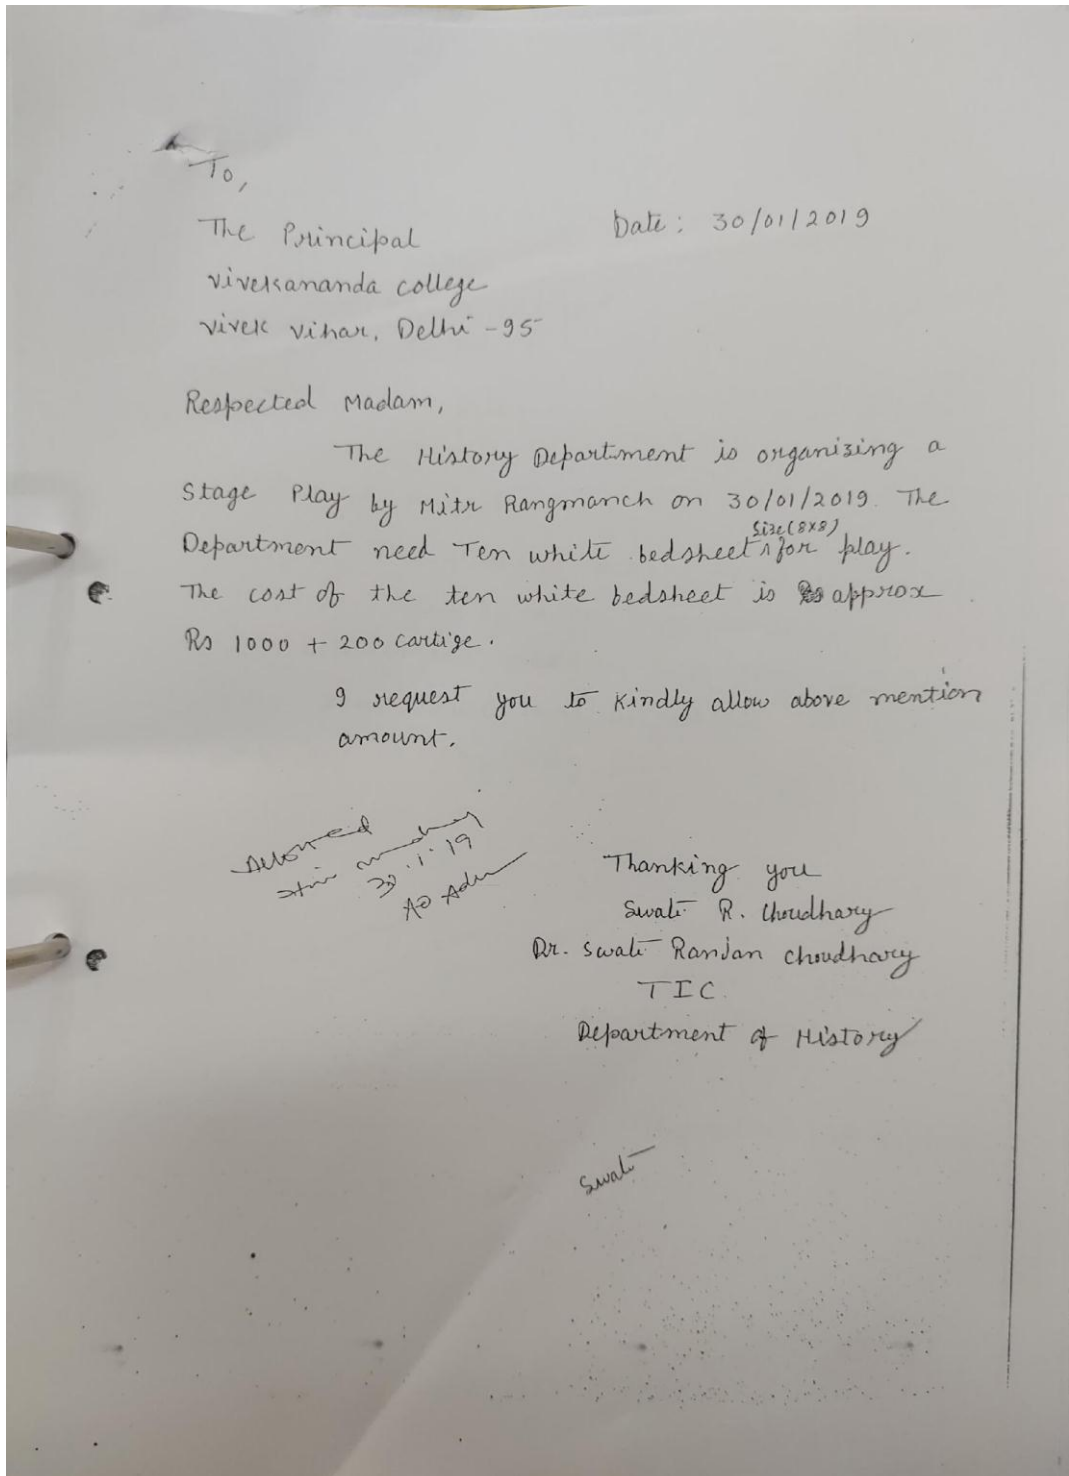 To,
The Principal
Date: 30/01/2019
Vivekananda college
Vivek Vihar, Delhi-95
Respected Madam,
The History Department is organizing a
Stage Play by Mitr Rangmanch on 30/01/2019. The
Size (8x8)
Department need Ten white bedsheet for play.
The cost of the ten white bedsheet is approx
Rs 1000 + 200 cartige.
I request you to kindly allow above mention
amount.
Allowed
30.1.19
AO Adm
Thanking you
Swati R. Choudhary
Dr. Swati Ranjan Choudhary
TIC
Department of History
Swati